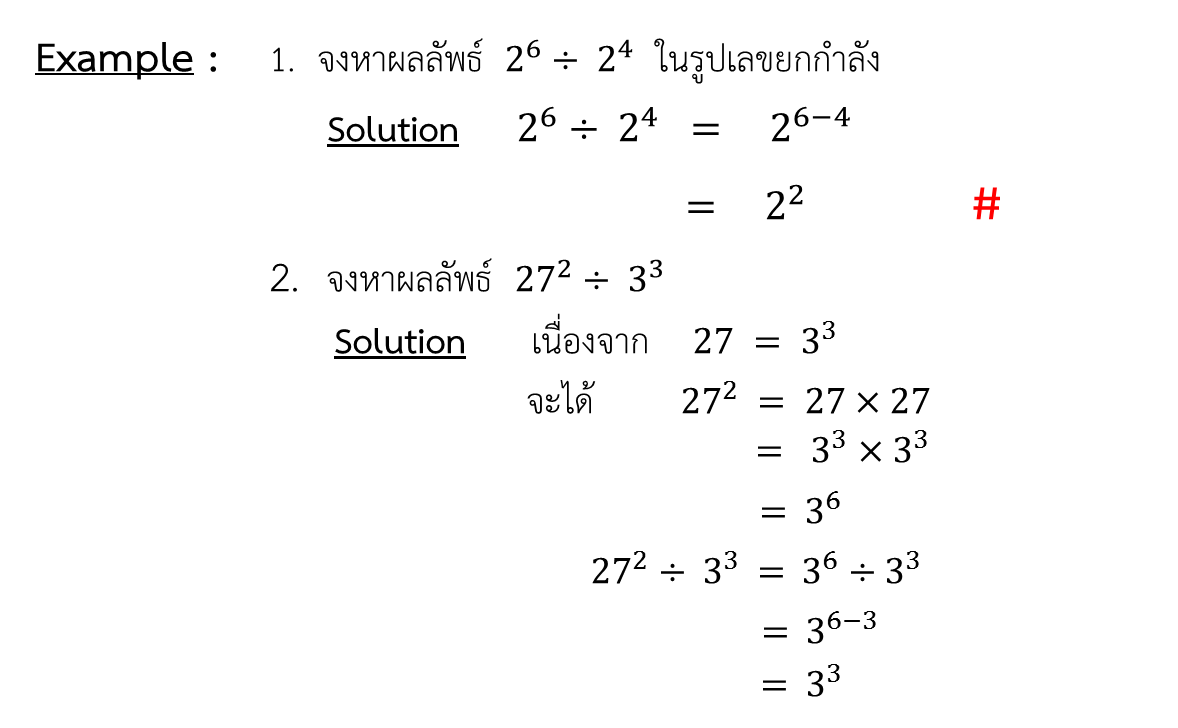 Example : 1. จงหาผลลัพธ์ 2⁶ ÷ 2⁴ ในรูปเลขยกกำลัง
Solution 2⁶ ÷ 2⁴ = 2⁶⁻⁴
= 2² #
2. จงหาผลลัพธ์ 27² ÷ 3³
Solution เนื่องจาก 27 = 3³
จะได้ 27² = 27 × 27
= 3³ × 3³
= 3⁶
27² ÷ 3³ = 3⁶ ÷ 3³
= 3⁶⁻³
= 3³